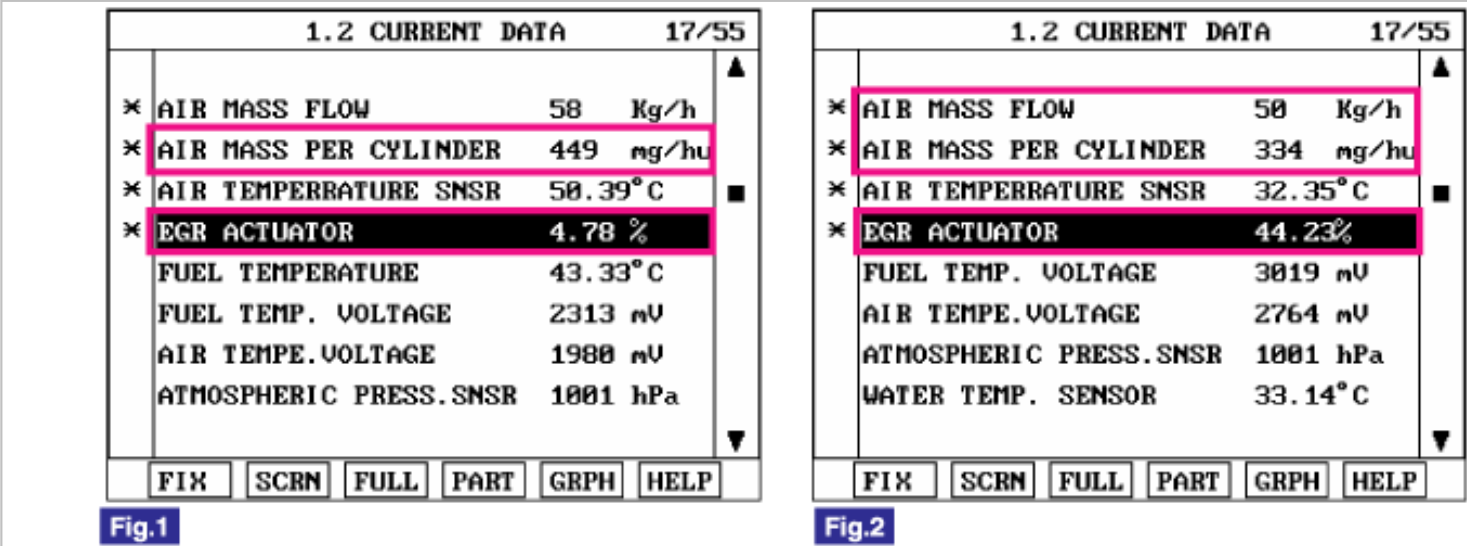 1.2 CURRENT DATA 17/55
▲
* AIR MASS FLOW 58 Kg/h
* AIR MASS PER CYLINDER 449 mg/hu
* AIR TEMPERRATURE SNSR 50.39°C ■
* EGR ACTUATOR 4.78 %
FUEL TEMPERATURE 43.33°C
FUEL TEMP. VOLTAGE 2313 mV
AIR TEMPE.VOLTAGE 1980 mV
ATMOSPHERIC PRESS.SNSR 1001 hPa
▼
FIX SCRN FULL PART GRPH HELP
Fig.1
1.2 CURRENT DATA 17/55
▲
* AIR MASS FLOW 50 Kg/h
* AIR MASS PER CYLINDER 334 mg/hu
* AIR TEMPERRATURE SNSR 32.35°C ■
* EGR ACTUATOR 44.23%
FUEL TEMP. VOLTAGE 3019 mV
AIR TEMPE.VOLTAGE 2764 mV
ATMOSPHERIC PRESS.SNSR 1001 hPa
WATER TEMP. SENSOR 33.14°C
▼
FIX SCRN FULL PART GRPH HELP
Fig.2